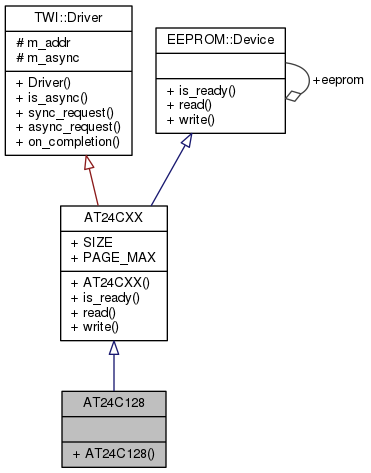 TWI::Driver
# m_addr
# m_async
+ Driver()
+ is_async()
+ sync_request()
+ async_request()
+ on_completion()
EEPROM::Device
+ is_ready()
+ read()
+ write()
+eeprom
AT24CXX
+ SIZE
+ PAGE_MAX
+ AT24CXX()
+ is_ready()
+ read()
+ write()
AT24C128
+ AT24C128()